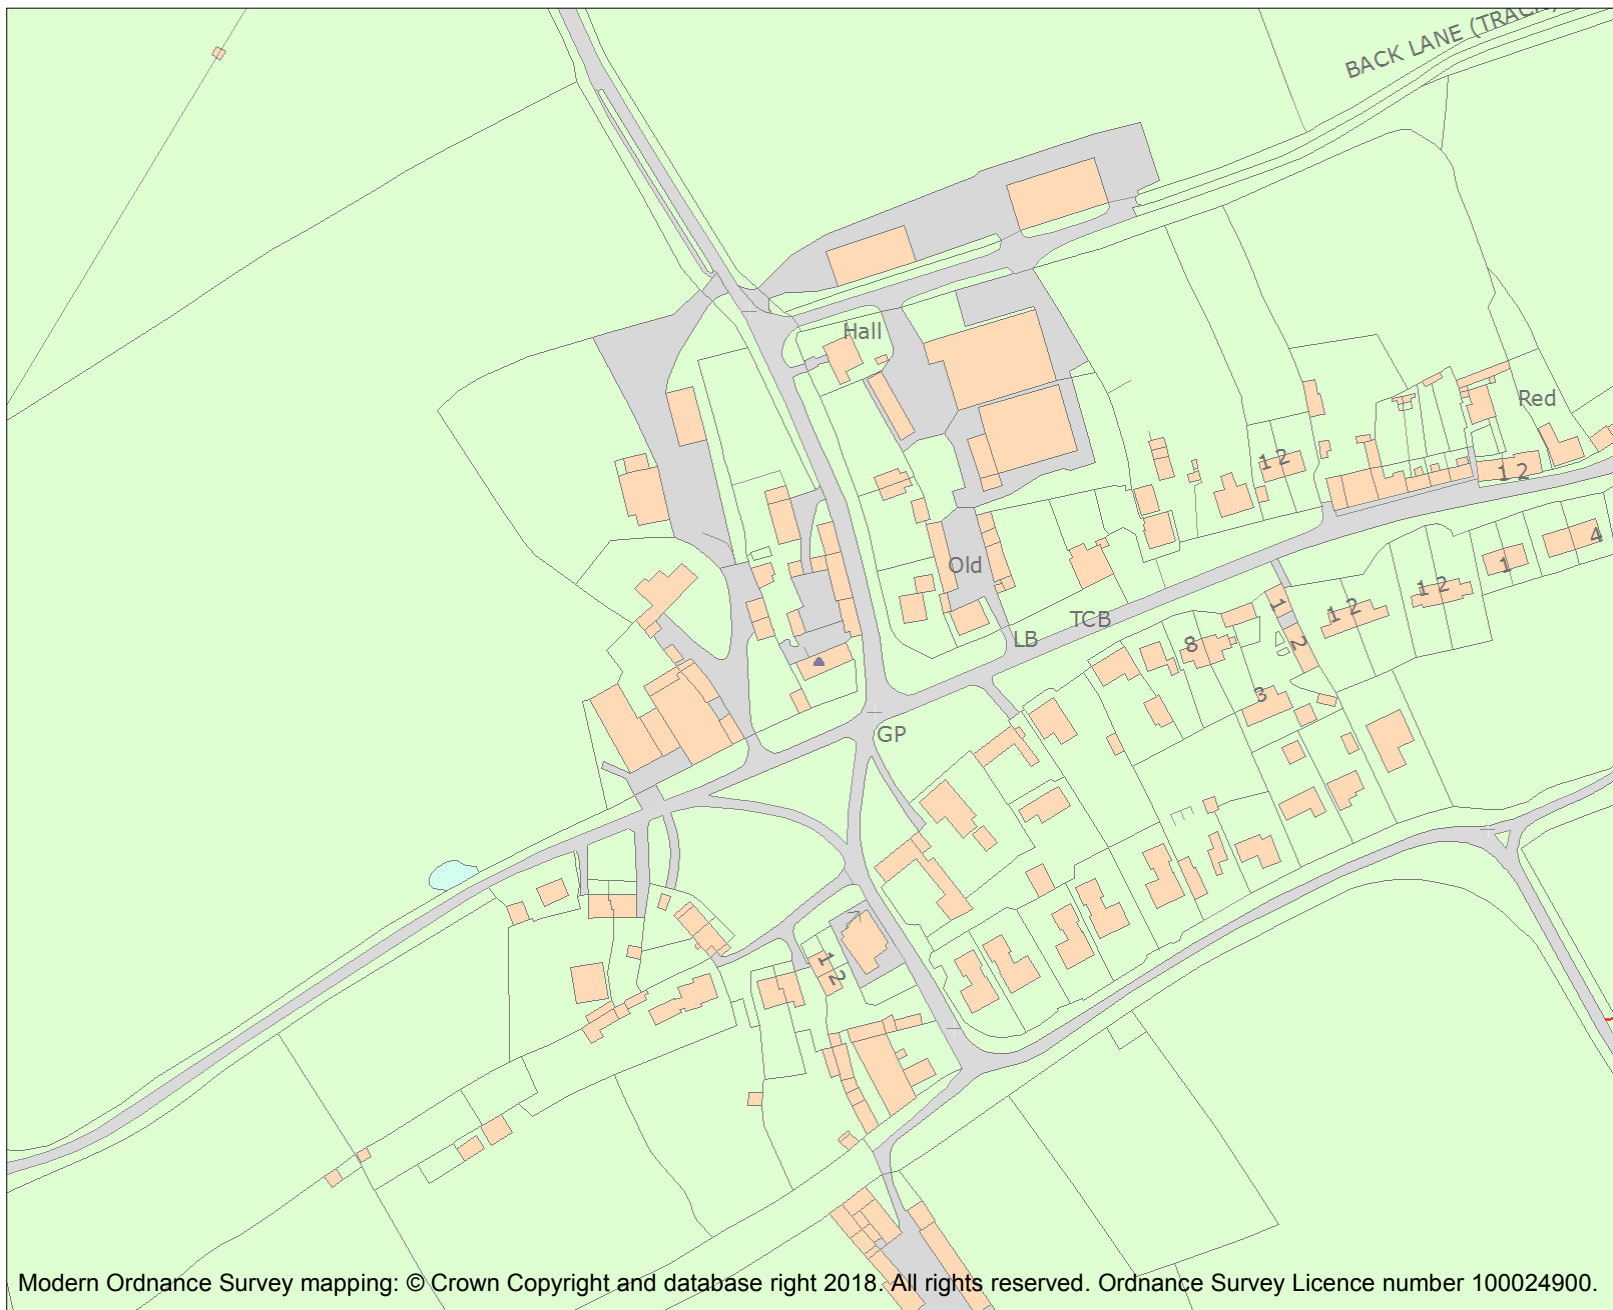 BACK LANE (TRACK)
Hall
Red
1 2
1 2
Old
4
1
1 2
1 2
1
2
TCB
LB
8
3
GP
1 2
Modern Ordnance Survey mapping: © Crown Copyright and database right 2018. All rights reserved. Ordnance Survey Licence number 100024900.